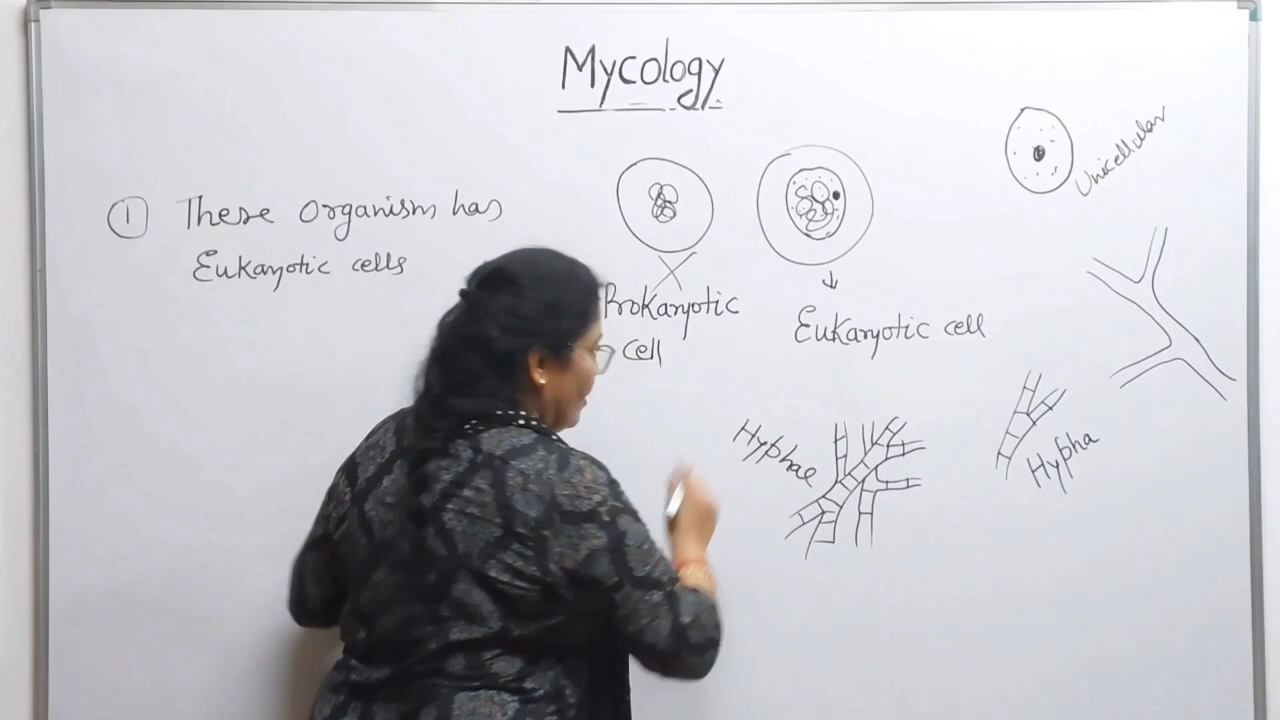 Mycology
① These organism has
Eukaryotic cells
Prokaryotic
cell
Eukaryotic cell
Unicellular
Hyphae
Hypha